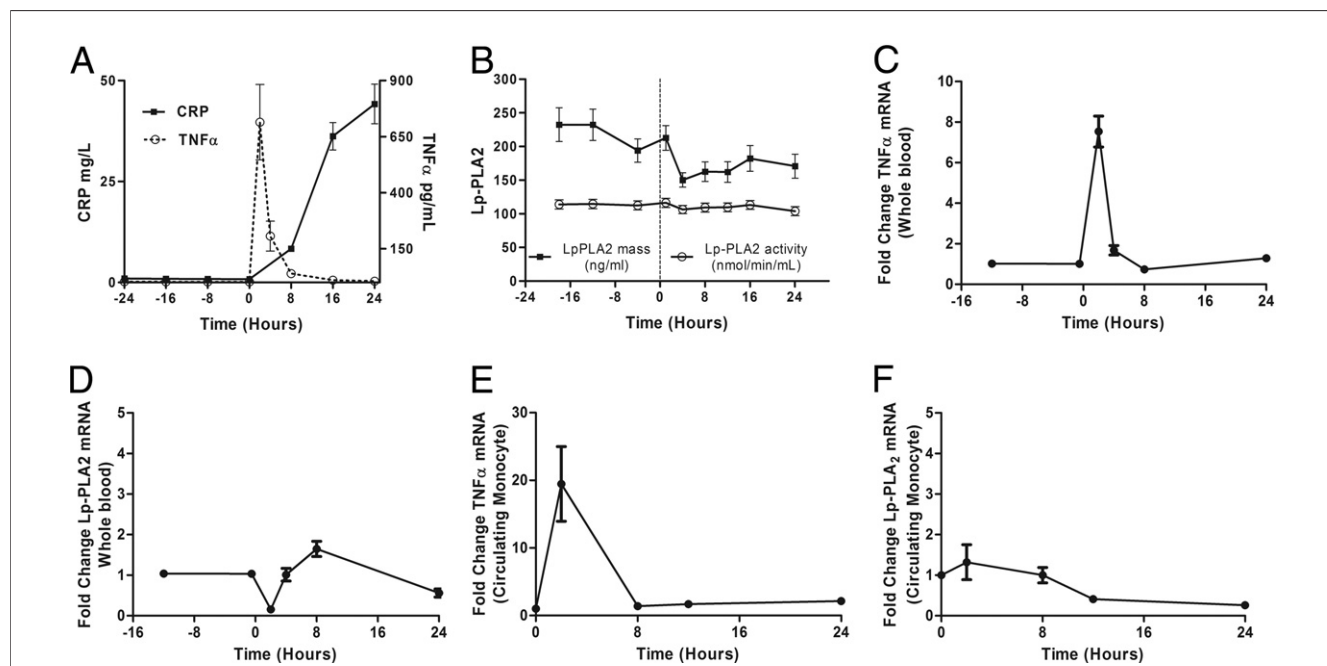 A
CRP mg/L
50
25
0
CRP
TNFα
900
650
400
150
TNFα pg/mL
-24 -16 -8 0 8 16 24
Time (Hours)
B
Lp-PLA2
300
250
200
150
100
50
0
LpPLA2 mass
(ng/ml)
Lp-PLA2 activity
(nmol/min/mL)
-24 -16 -8 0 8 16 24
Time (Hours)
C
Fold Change TNFα mRNA
(Whole blood)
10
8
6
4
2
0
-16 -8 0 8 16 24
Time (Hours)
D
Fold Change Lp-PLA2 mRNA
Whole blood)
5
4
3
2
1
0
-16 -8 0 8 16 24
Time (Hours)
E
Fold Change TNFα mRNA
(Circulating Monocyte)
30
20
10
0
0 8 16 24
Time (Hours)
F
Fold Change Lp-PLA₂ mRNA
(Circulating Monocyte)
5
4
3
2
1
0
0 8 16 24
Time (Hours)